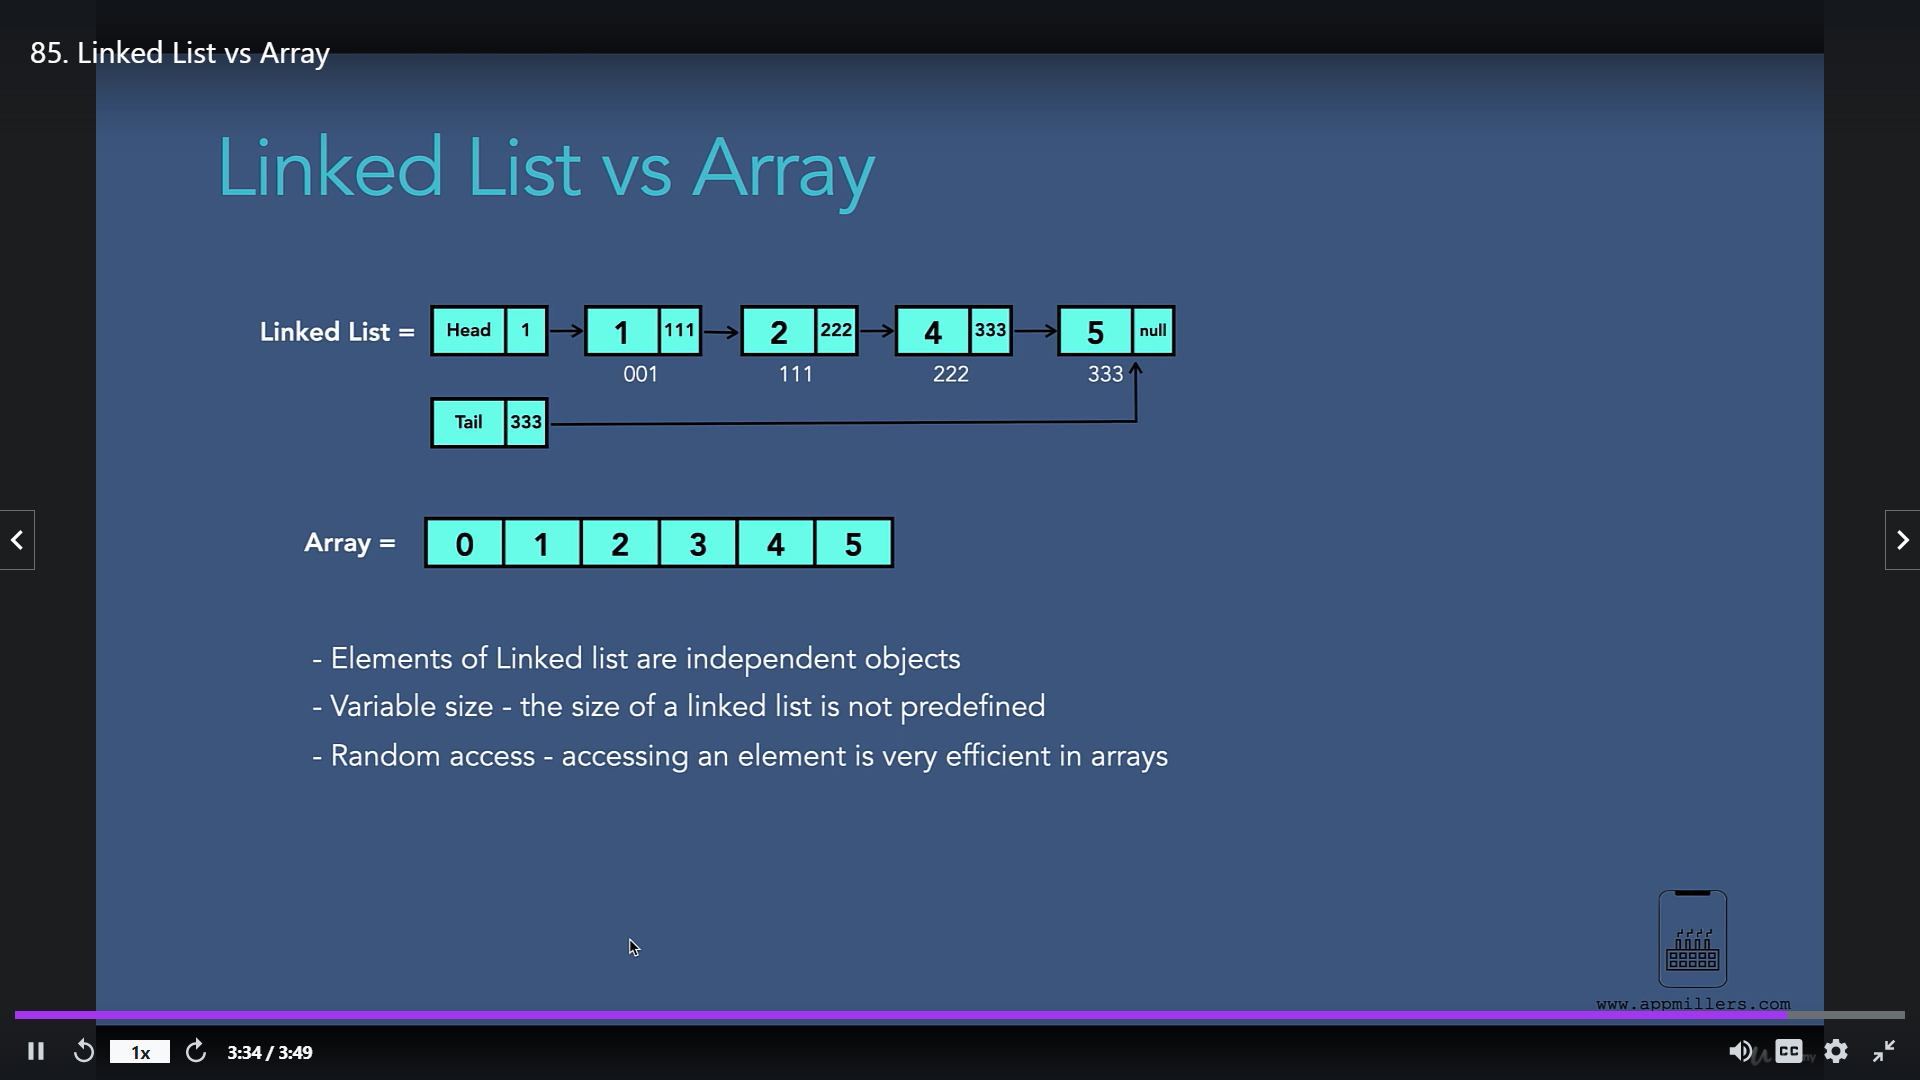 85. Linked List vs Array
Linked List vs Array
Linked List = Head 1 1 111 2 222 4 333 5 null
001 111 222 333
Tail 333
Array = 0 1 2 3 4 5
- Elements of Linked list are independent objects
- Variable size - the size of a linked list is not predefined
- Random access - accessing an element is very efficient in arrays
www.appmillers.com
1x 3:34 / 3:49 CC